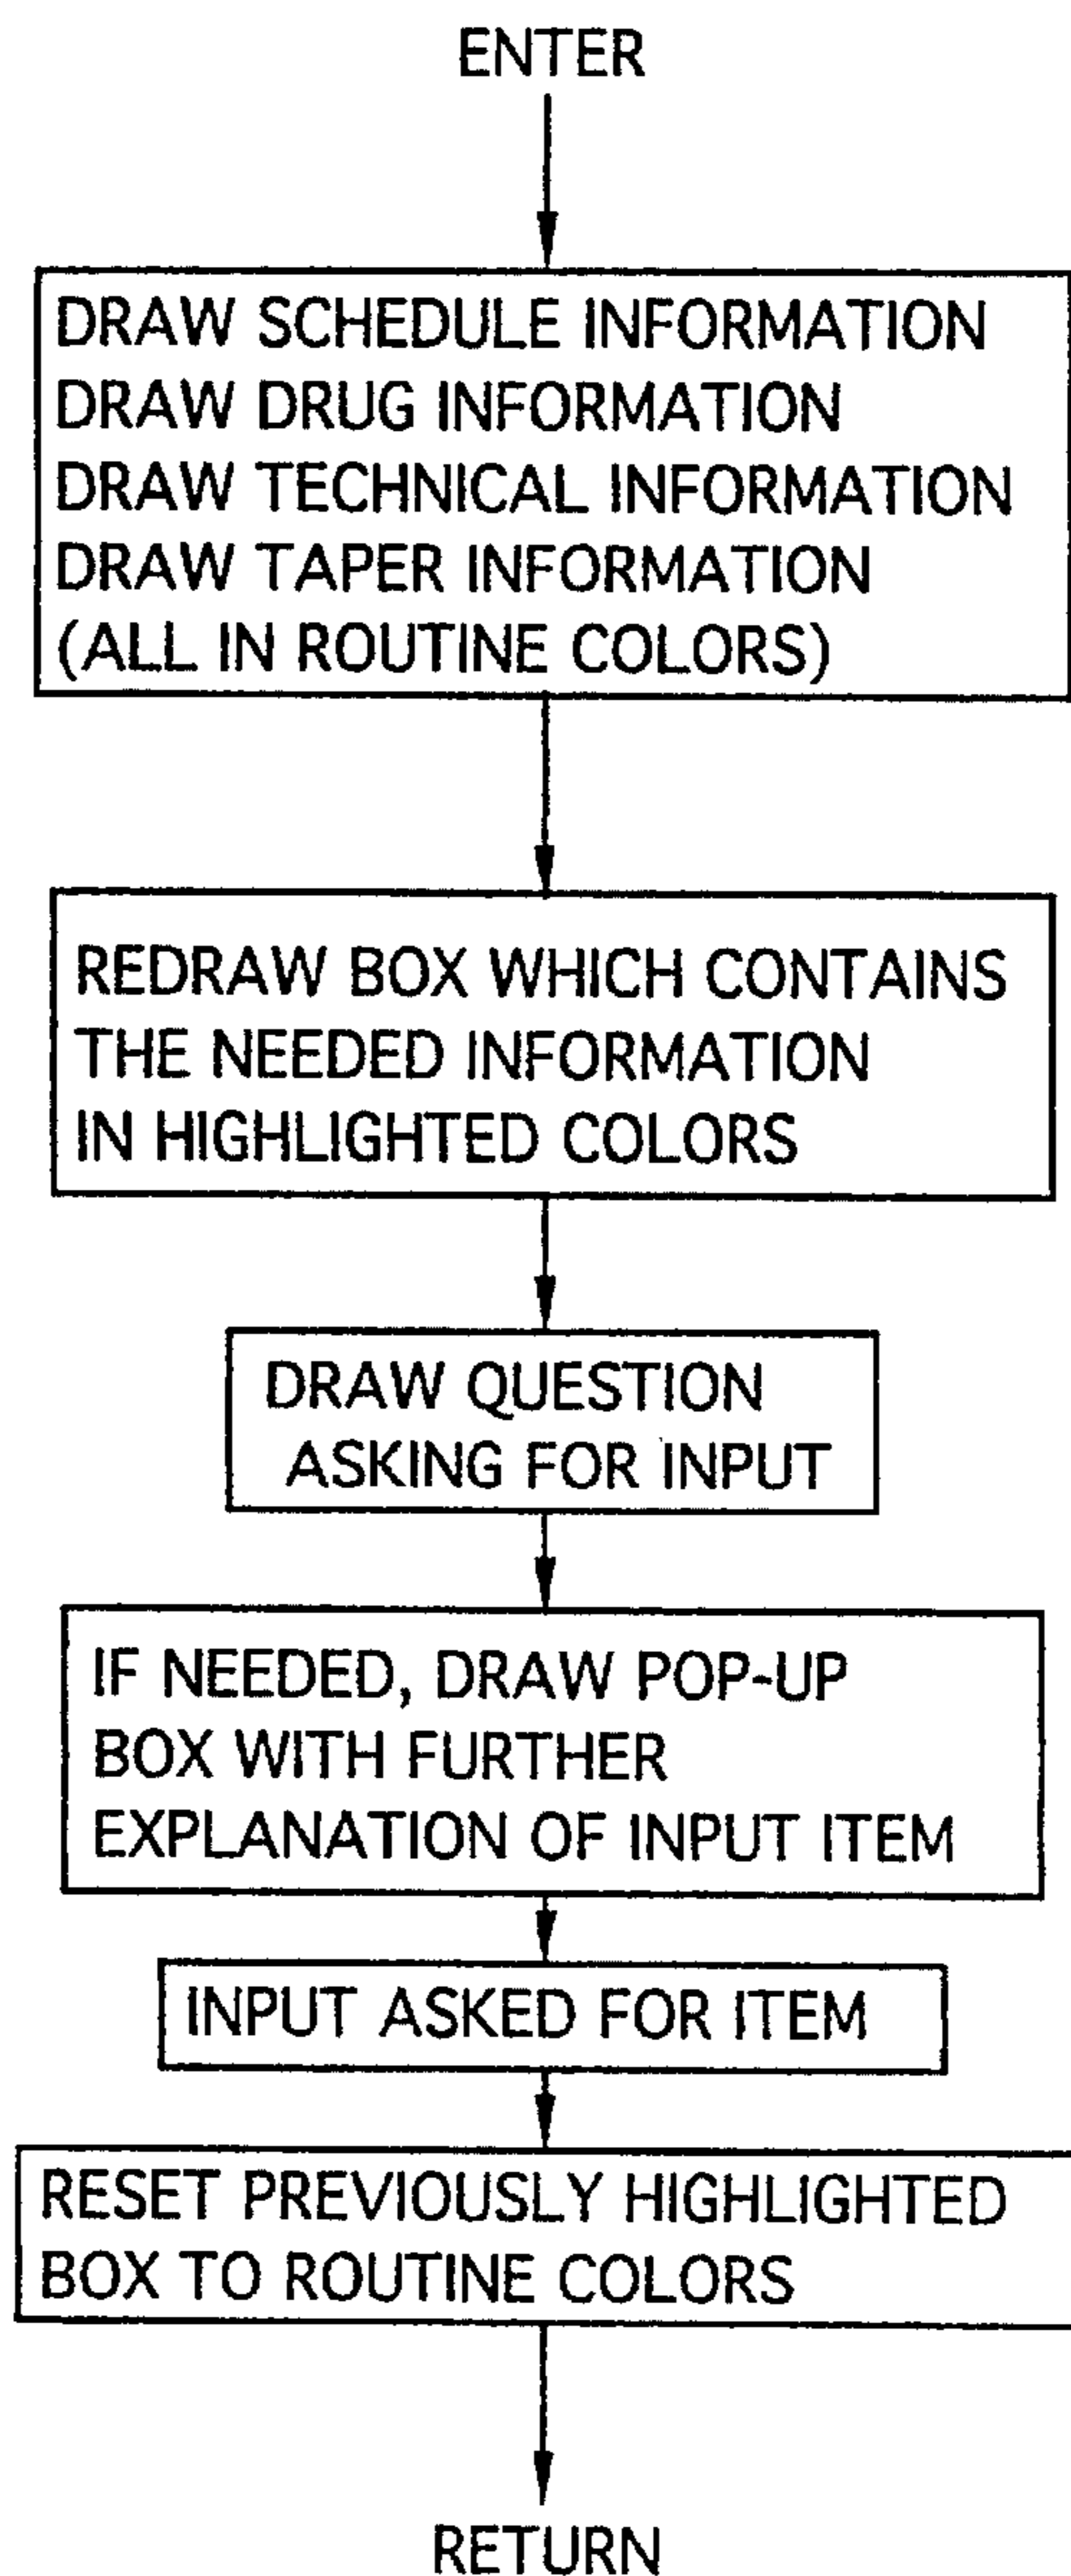 ENTER
DRAW SCHEDULE INFORMATION
DRAW DRUG INFORMATION
DRAW TECHNICAL INFORMATION
DRAW TAPER INFORMATION
(ALL IN ROUTINE COLORS)
REDRAW BOX WHICH CONTAINS
THE NEEDED INFORMATION
IN HIGHLIGHTED COLORS
DRAW QUESTION
ASKING FOR INPUT
IF NEEDED, DRAW POP-UP
BOX WITH FURTHER
EXPLANATION OF INPUT ITEM
INPUT ASKED FOR ITEM
RESET PREVIOUSLY HIGHLIGHTED
BOX TO ROUTINE COLORS
RETURN